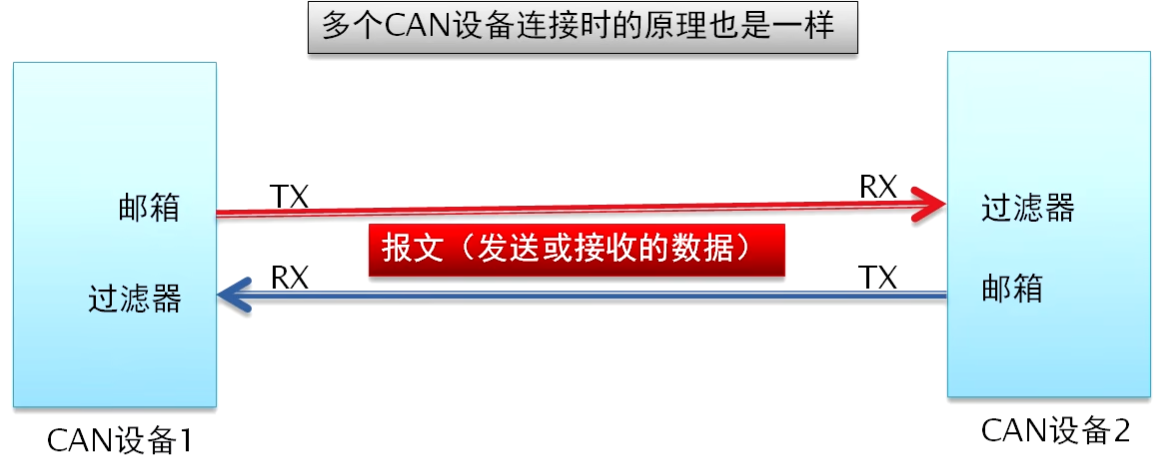 多个CAN设备连接时的原理也是一样
邮箱
TX
RX
过滤器
报文（发送或接收的数据）
过滤器
RX
TX
邮箱
CAN设备1
CAN设备2